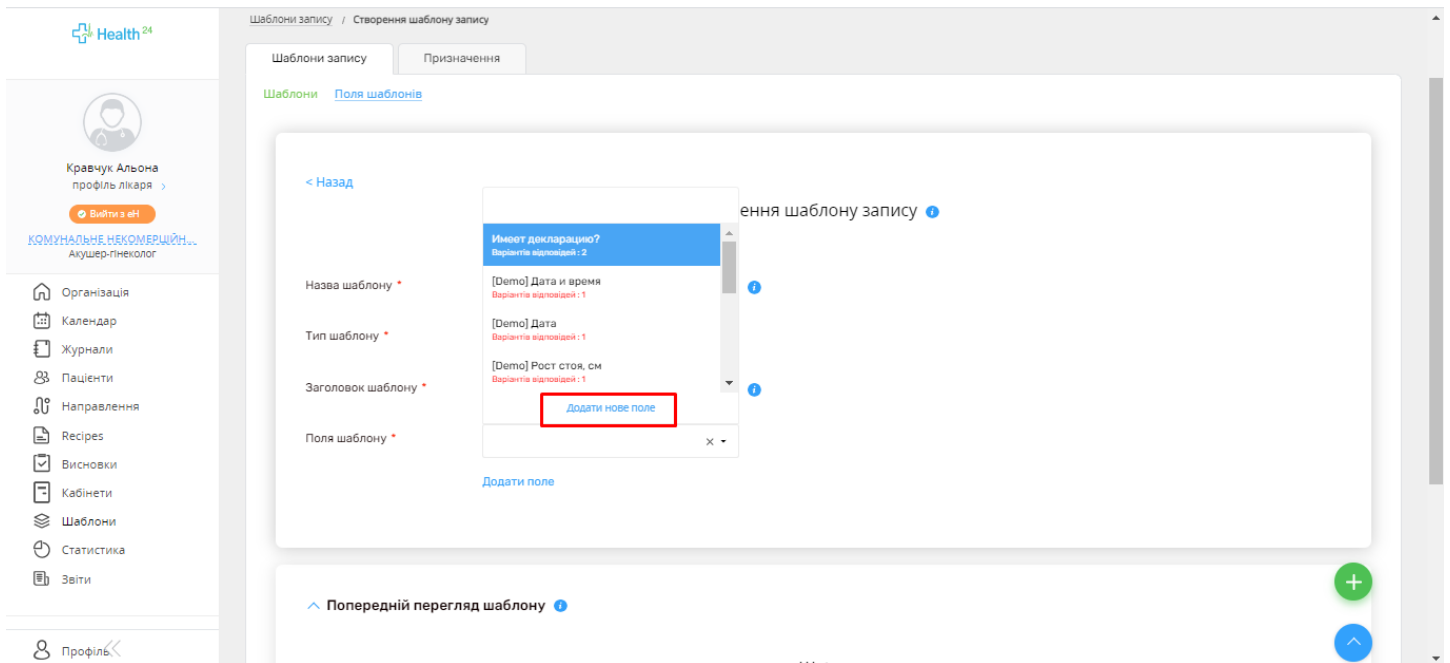 Health 24
Кравчук Альона
профіль лікаря >
Вийти з еН
КОМУНАЛЬНЕ НЕКОМЕРЦІЙН...
Акушер-гінеколог
Організація
Календар
Журнали
Пацієнти
Направлення
Recipes
Висновки
Кабінети
Шаблони
Статистика
Звіти
Профіль
Шаблони запису / Створення шаблону запису
Шаблони запису Призначення
Шаблони Поля шаблонів
< Назад
ення шаблону запису
Назва шаблону *
Тип шаблону *
Заголовок шаблону *
Поля шаблону *
Имеет декларацию?
Варіантів відповідей : 2
[Demo] Дата и время
Варіантів відповідей : 1
[Demo] Дата
Варіантів відповідей : 1
[Demo] Рост стоя, см
Варіантів відповідей : 1
Додати нове поле
Додати поле
Попередній перегляд шаблону